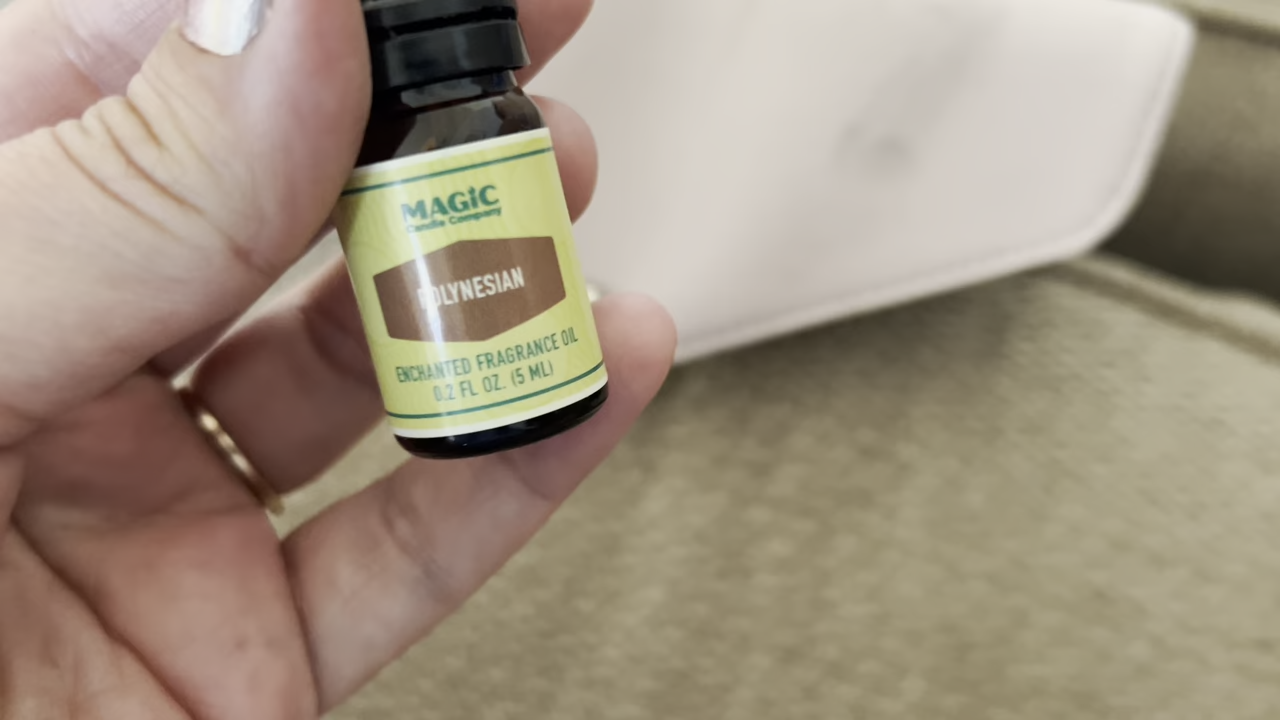 MAGiC
Candle Company
POLYNESIAN
ENCHANTED FRAGRANCE OIL
0.2 FL OZ. (5 ML)